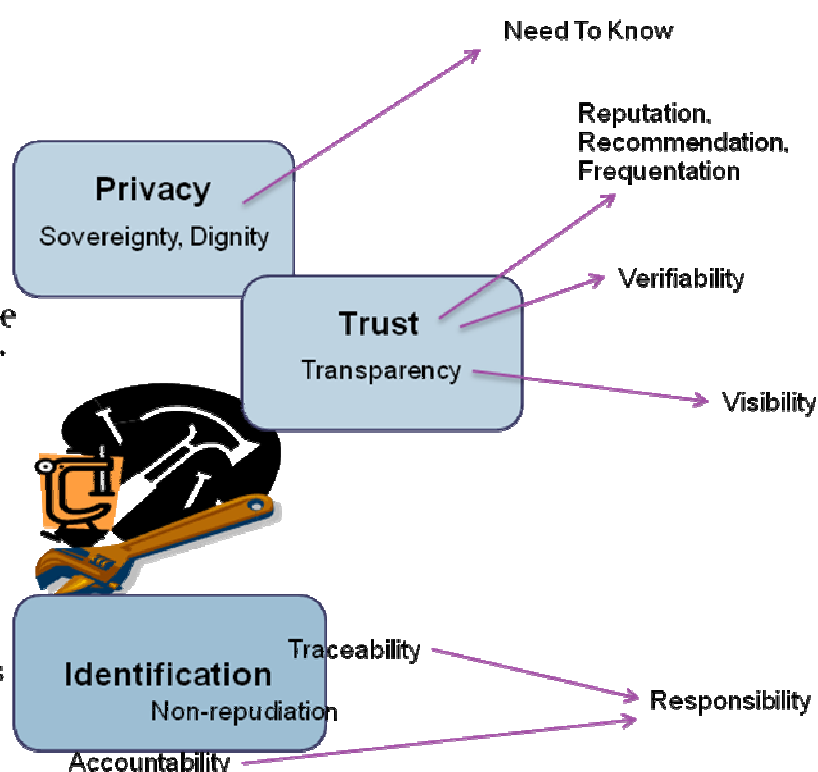 Need To Know
Reputation,
Recommendation,
Frequentation
Privacy
Sovereignty, Dignity
Verifiability
e
Trust
.
Transparency
Visibility
Traceability
s
Identification
Responsibility
Non-repudiation
Accountability